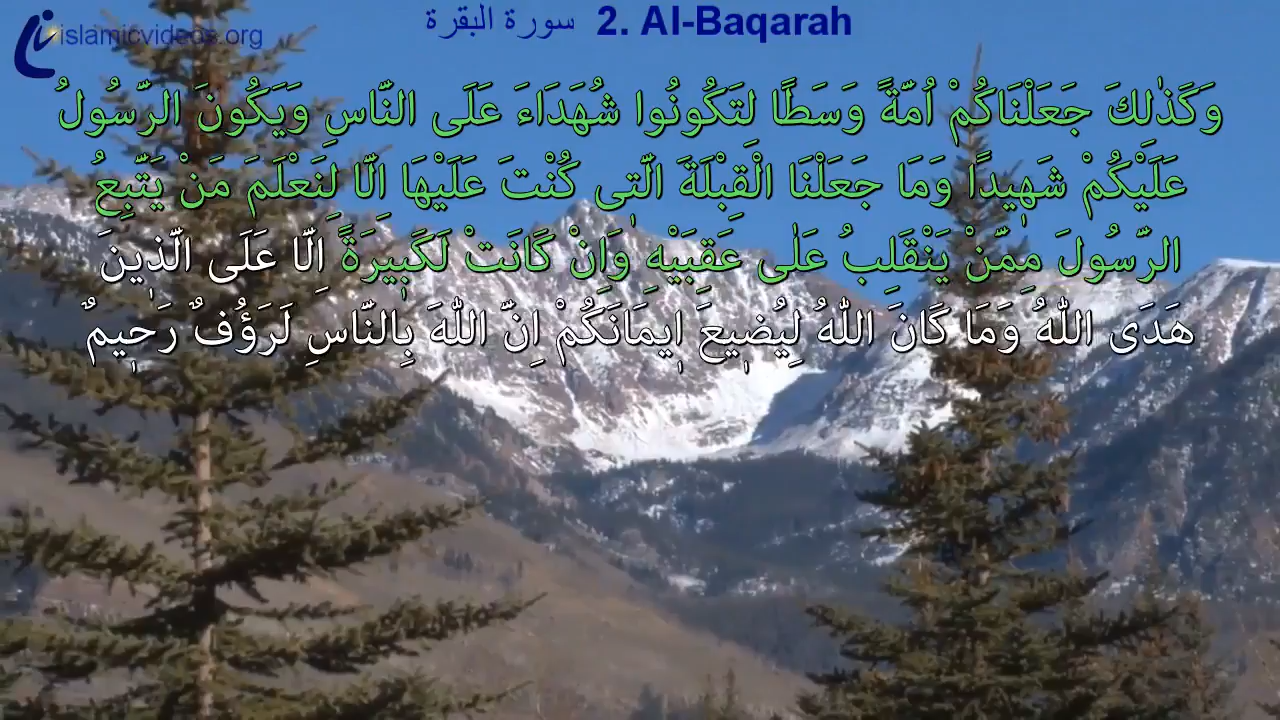 islamicvideos.org
سورة البقرة 2. Al-Baqarah
وَكَذٰلِكَ جَعَلْنَاكُمْ اُمَّةً وَسَطًا لِتَكُونُوا شُهَدَاءَ عَلَى النَّاسِ وَيَكُونَ الرَّسُولُ
عَلَيْكُمْ شَهٖيدًا وَمَا جَعَلْنَا الْقِبْلَةَ الَّتٖى كُنْتَ عَلَيْهَا اِلَّا لِنَعْلَمَ مَنْ يَتَّبِعُ
الرَّسُولَ مِمَّنْ يَنْقَلِبُ عَلٰى عَقِبَيْهِ وَاِنْ كَانَتْ لَكَبٖيرَةً اِلَّا عَلَى الَّذٖينَ
هَدَى اللّٰهُ وَمَا كَانَ اللّٰهُ لِيُضٖيعَ اٖيمَانَكُمْ اِنَّ اللّٰهَ بِالنَّاسِ لَرَؤُفٌ رَحٖيمٌ